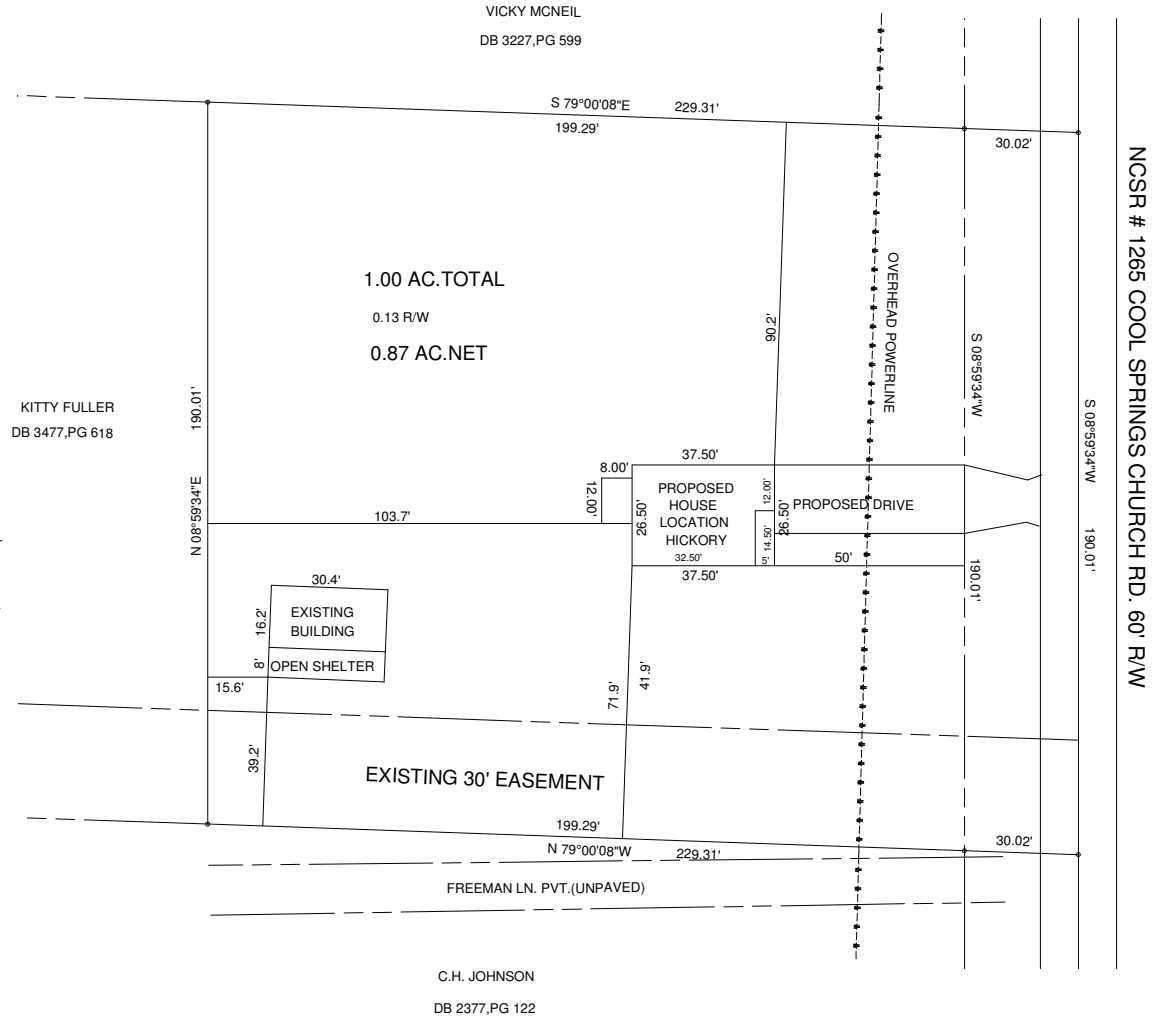 VICKY MCNEIL
DB 3227,PG 599
S 79°00'08"E 229.31'
199.29'
30.02'
NCSR # 1265 COOL SPRINGS CHURCH RD. 60' R/W
1.00 AC.TOTAL
0.13 R/W
0.87 AC.NET
OVERHEAD POWERLINE
90.2'
S 08°59'34"W
S 08°59'34"W
190.01'
KITTY FULLER
DB 3477,PG 618
190.01'
N 08°59'34"E
37.50'
8.00'
12.00'
103.7'
26.50'
PROPOSED
HOUSE
LOCATION
HICKORY
32.50'
37.50'
12.00'
14.50'
5'
26.50'
PROPOSED DRIVE
50'
190.01'
30.4'
16.2'
EXISTING
BUILDING
8'
OPEN SHELTER
15.6'
71.9'
41.9'
39.2'
EXISTING 30' EASEMENT
199.29'
30.02'
N 79°00'08"W 229.31'
FREEMAN LN. PVT.(UNPAVED)
C.H. JOHNSON
DB 2377,PG 122